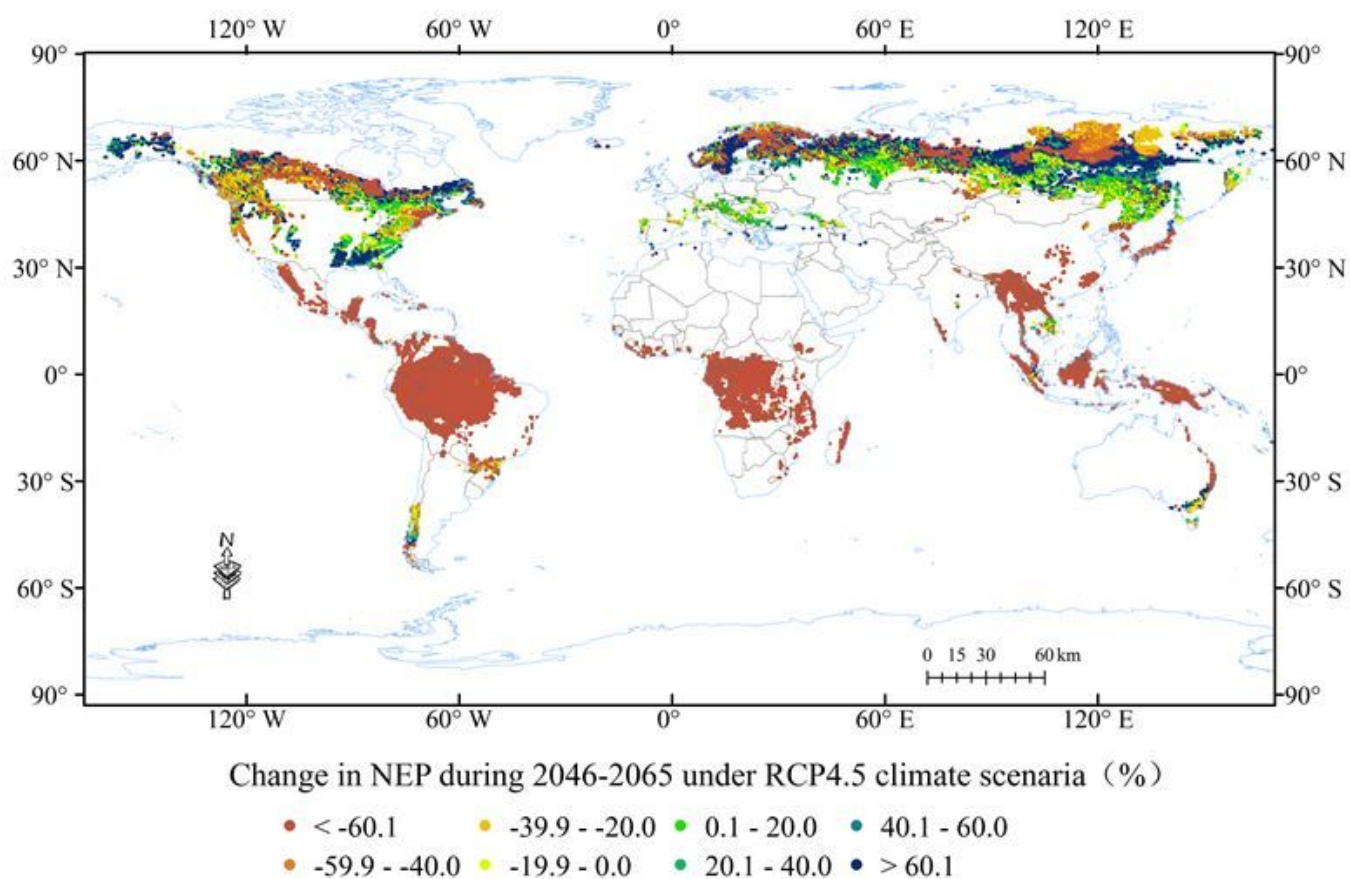 120° W 60° W 0° 60° E 120° E
90° 90°
60° N 60° N
30° N 30° N
0° 0°
30° S 30° S
N
60° S 60° S
0 15 30 60 km
90° 90°
120° W 60° W 0° 60° E 120° E
Change in NEP during 2046-2065 under RCP4.5 climate scenaria（%）
< -60.1 -39.9 - -20.0 0.1 - 20.0 40.1 - 60.0
-59.9 - -40.0 -19.9 - 0.0 20.1 - 40.0 > 60.1